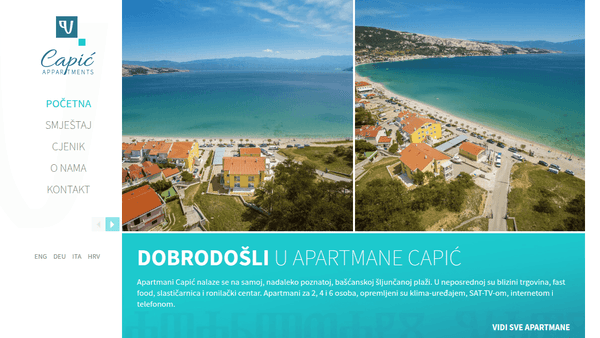 Capić
APPARTMENTS
POČETNA
SMJEŠTAJ
CJENIK
O NAMA
KONTAKT
ENG DEU ITA HRV
DOBRODOŠLI U APARTMANE CAPIĆ
Apartmani Capić nalaze se na samoj, nadaleko poznatoj, bašćanskoj šljunčanoj plaži. U neposrednoj su blizini trgovina, fast
food, slastičarnica i ronilački centar. Apartmani za 2, 4 i 6 osoba, opremljeni su klima-uređajem, SAT-TV-om, internetom i
telefonom.
VIDI SVE APARTMANE